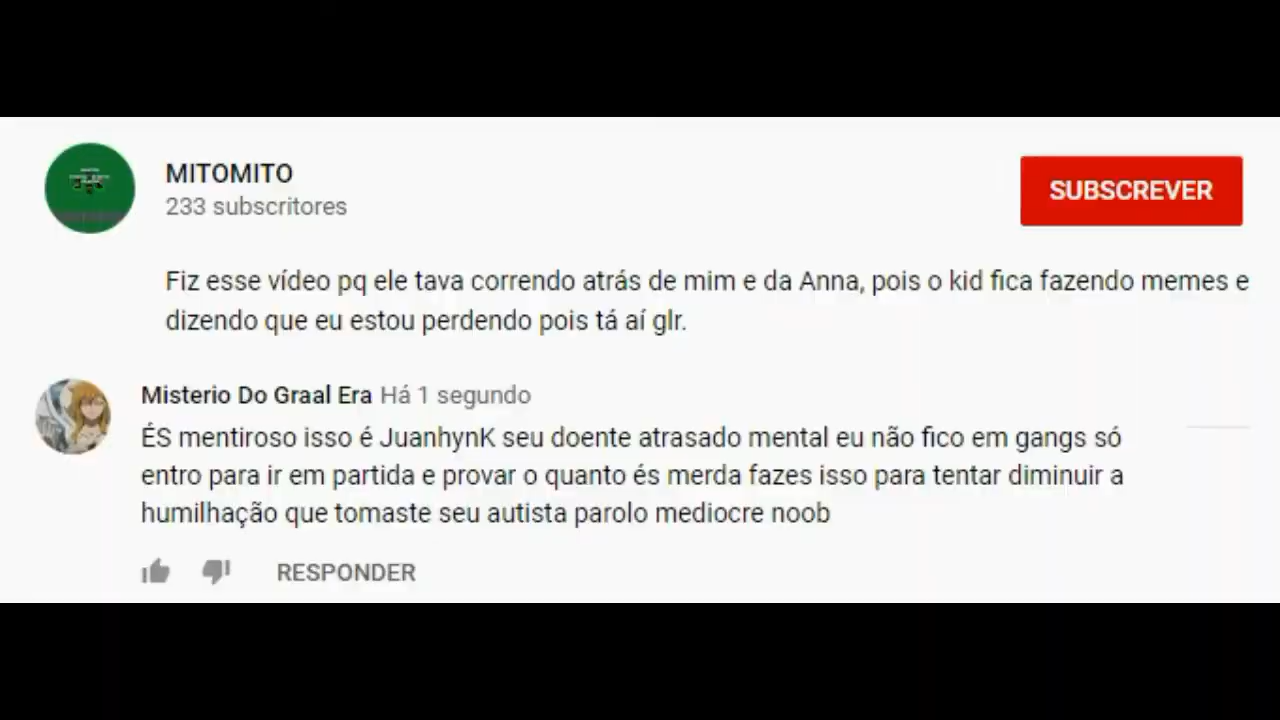 MITOMITO
233 subscritores
SUBSCREVER
Fiz esse vídeo pq ele tava correndo atrás de mim e da Anna, pois o kid fica fazendo memes e
dizendo que eu estou perdendo pois tá aí glr.
Misterio Do Graal Era Há 1 segundo
ÉS mentiroso isso é JuanhynK seu doente atrasado mental eu não fico em gangs só
entro para ir em partida e provar o quanto és merda fazes isso para tentar diminuir a
humilhação que tomaste seu autista parolo mediocre noob
RESPONDER